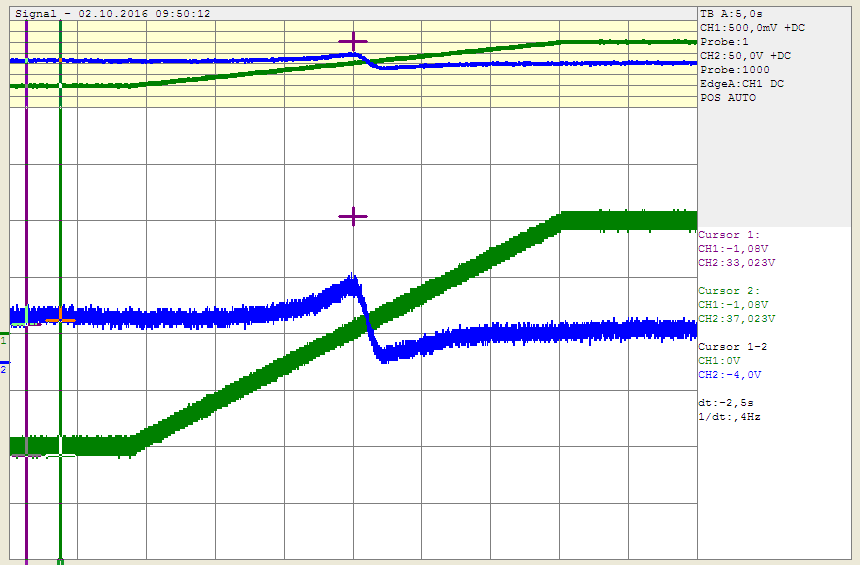 Signal - 02.10.2016 09:50:12
TB A:5,0s
CH1:500,0mV +DC
Probe:1
CH2:50,0V +DC
Probe:1000
EdgeA:CH1 DC
POS AUTO
Cursor 1:
CH1:-1,08V
CH2:33,023V
Cursor 2:
CH1:-1,08V
CH2:37,023V
Cursor 1-2
CH1:0V
CH2:-4,0V
dt:-2,5s
1/dt:,4Hz
1
2